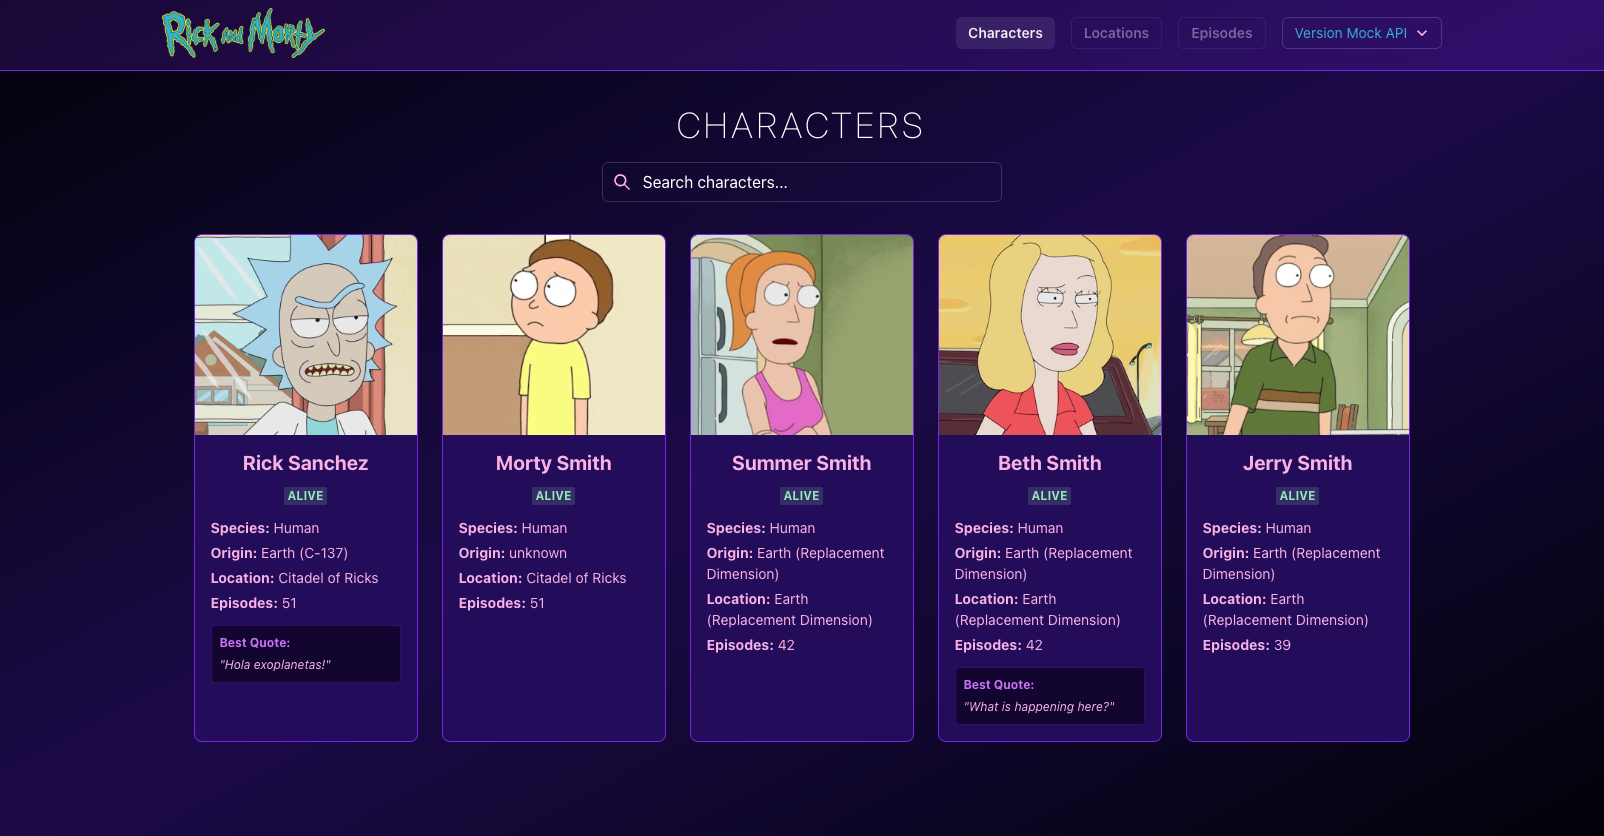 Rick and Morty
Characters
Locations
Episodes
Version Mock API
CHARACTERS
Search characters...
Rick Sanchez
ALIVE
Species: Human
Origin: Earth (C-137)
Location: Citadel of Ricks
Episodes: 51
Best Quote:
"Hola exoplanetas!"
Morty Smith
ALIVE
Species: Human
Origin: unknown
Location: Citadel of Ricks
Episodes: 51
Summer Smith
ALIVE
Species: Human
Origin: Earth (Replacement
Dimension)
Location: Earth
(Replacement Dimension)
Episodes: 42
Beth Smith
ALIVE
Species: Human
Origin: Earth (Replacement
Dimension)
Location: Earth
(Replacement Dimension)
Episodes: 42
Best Quote:
"What is happening here?"
Jerry Smith
ALIVE
Species: Human
Origin: Earth (Replacement
Dimension)
Location: Earth
(Replacement Dimension)
Episodes: 39